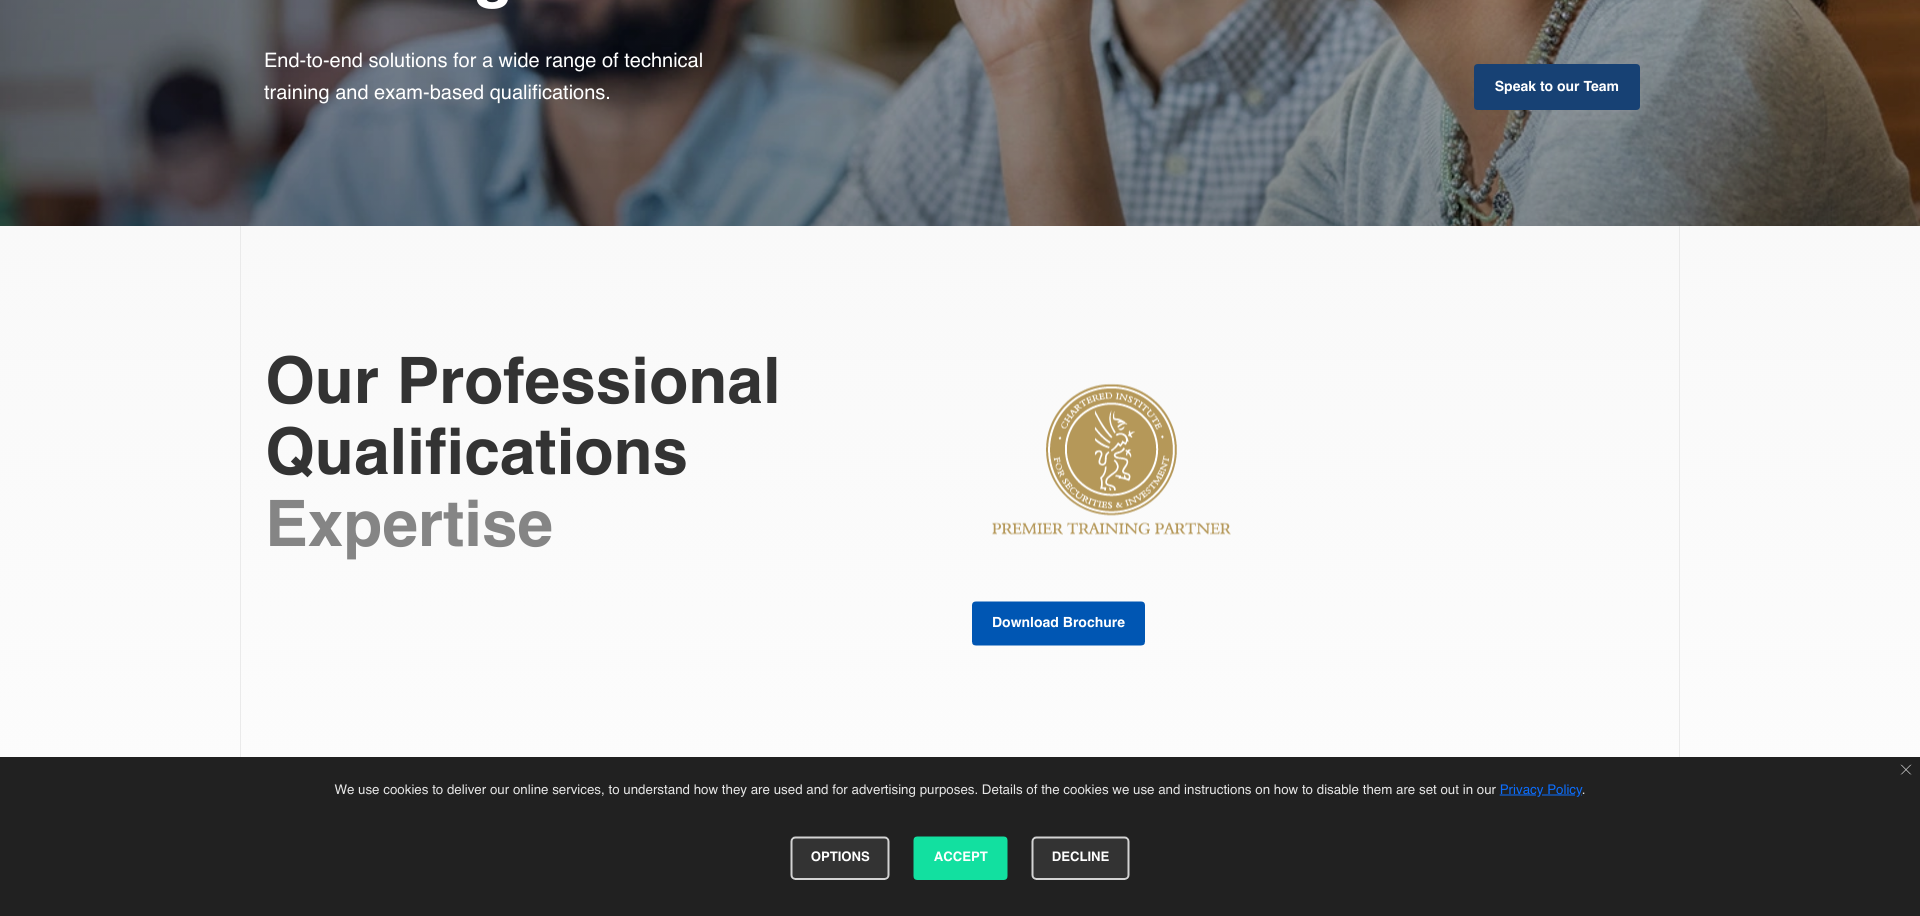 End-to-end solutions for a wide range of technical
training and exam-based qualifications.
Speak to our Team
Our Professional
Qualifications
Expertise
CHARTERED INSTITUTE
FOR SECURITIES & INVESTMENT
PREMIER TRAINING PARTNER
Download Brochure
We use cookies to deliver our online services, to understand how they are used and for advertising purposes. Details of the cookies we use and instructions on how to disable them are set out in our Privacy Policy.
OPTIONS
ACCEPT
DECLINE